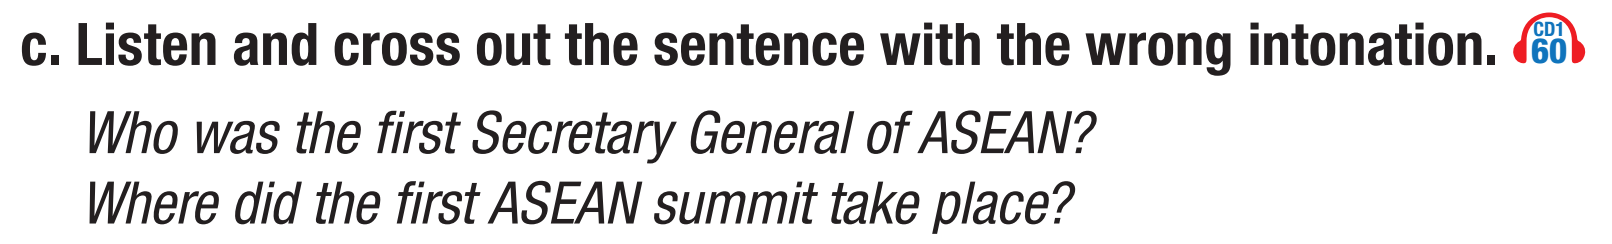 c. Listen and cross out the sentence with the wrong intonation. CD1 60
Who was the first Secretary General of ASEAN?
Where did the first ASEAN summit take place?